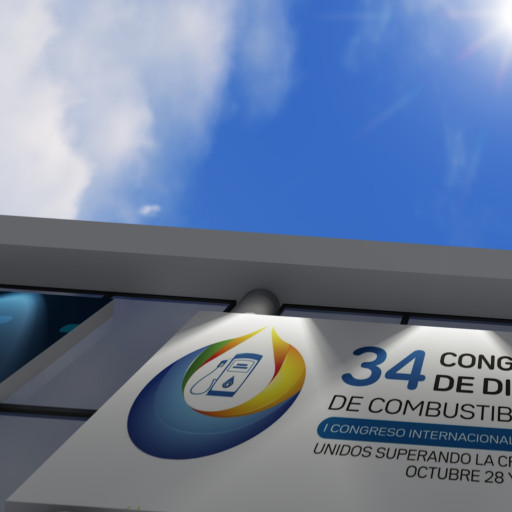 34 CONG
DE DI
DE COMBUSTIB
I CONGRESO INTERNACIONAL
UNIDOS SUPERANDO LA CR
OCTUBRE 28 Y